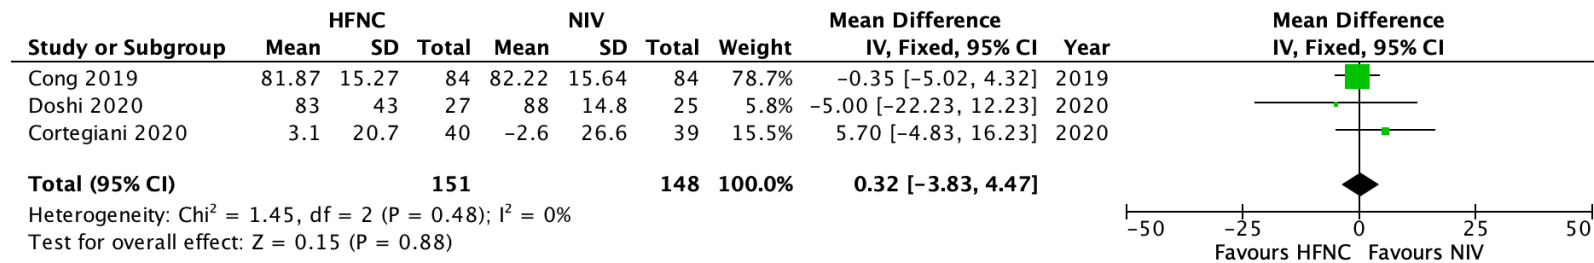 HFNC NIV Mean Difference Mean Difference
Study or Subgroup Mean SD Total Mean SD Total Weight IV, Fixed, 95% CI Year IV, Fixed, 95% CI
Cong 2019 81.87 15.27 84 82.22 15.64 84 78.7% −0.35 [−5.02, 4.32] 2019
Doshi 2020 83 43 27 88 14.8 25 5.8% −5.00 [−22.23, 12.23] 2020
Cortegiani 2020 3.1 20.7 40 −2.6 26.6 39 15.5% 5.70 [−4.83, 16.23] 2020
Total (95% CI) 151 148 100.0% 0.32 [−3.83, 4.47]
Heterogeneity: Chi² = 1.45, df = 2 (P = 0.48); I² = 0%
Test for overall effect: Z = 0.15 (P = 0.88)
−50 −25 0 25 50
Favours HFNC Favours NIV